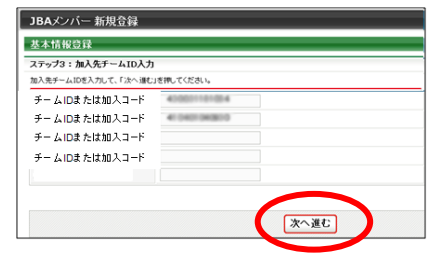 JBAメンバー 新規登録
基本情報登録
ステップ3：加入先チームID入力
加入先チームIDを入力して、「次へ進む」を押してください。
チームIDまたは加入コード
チームIDまたは加入コード
チームIDまたは加入コード
チームIDまたは加入コード
次へ進む